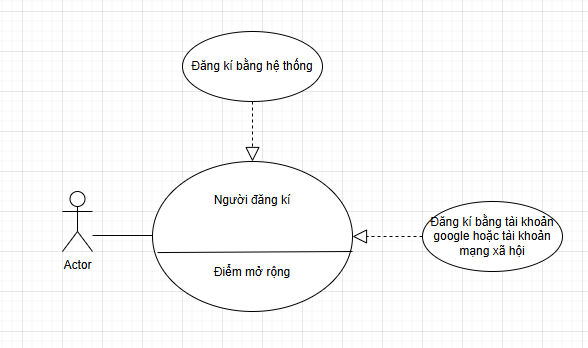 Đăng kí bằng hệ thống
Người đăng kí
Đăng kí bằng tài khoản
google hoặc tài khoản
mạng xã hội
Actor
Điểm mở rộng